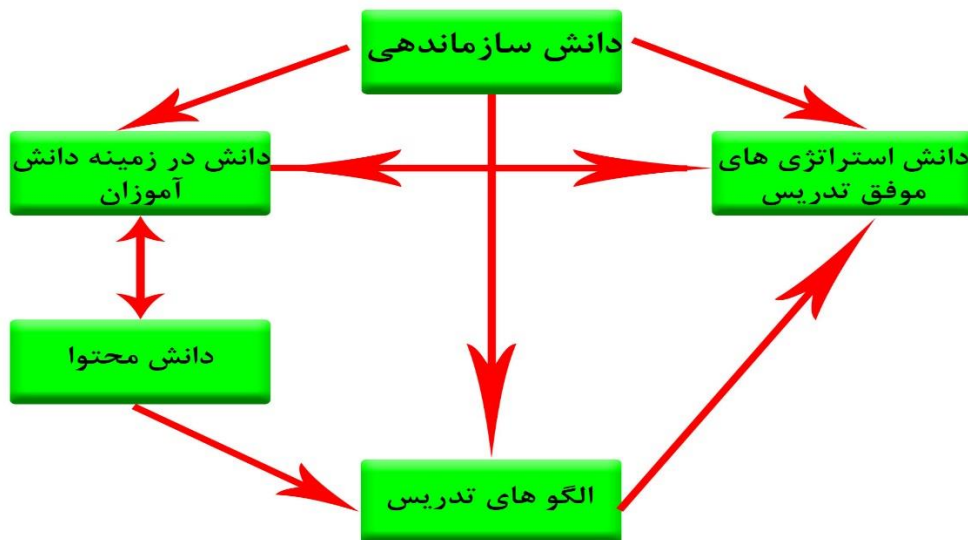 دانش سازماندهی
دانش استراتژی های
موفق تدریس
دانش در زمینه دانش
آموزان
دانش محتوا
الگو های تدریس